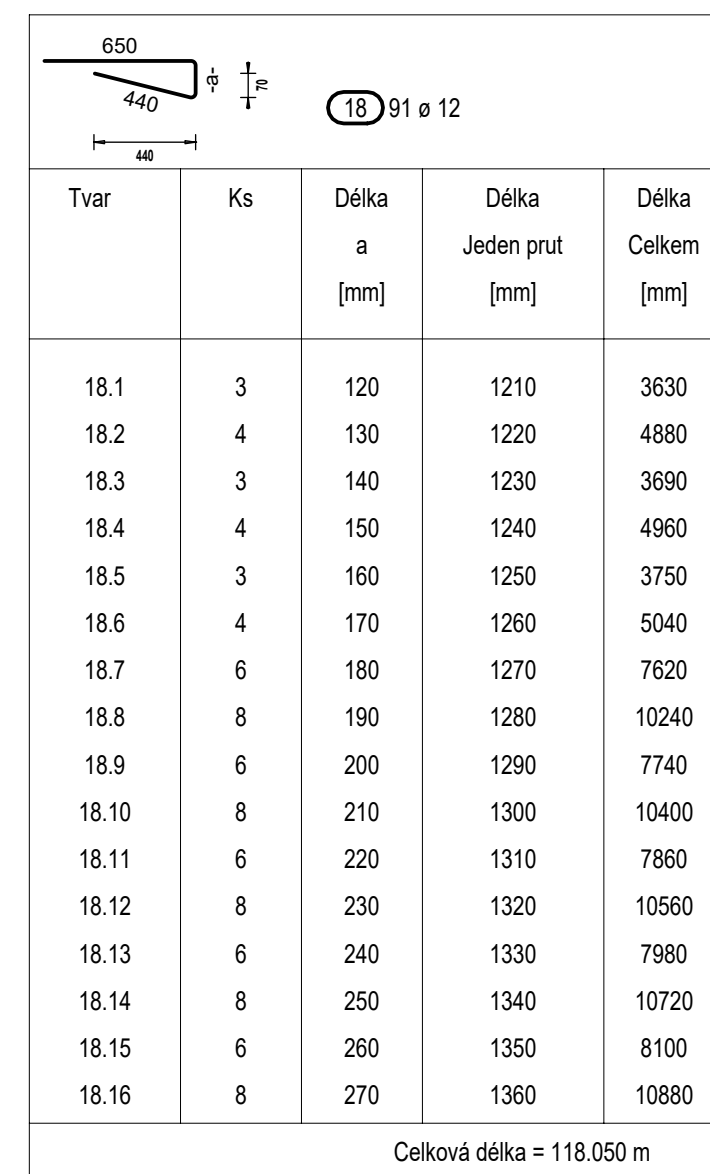 650
-a-
70
440
18 91 ø 12
440
Tvar Ks Délka Délka Délka
a Jeden prut Celkem
[mm] [mm] [mm]
18.1 3 120 1210 3630
18.2 4 130 1220 4880
18.3 3 140 1230 3690
18.4 4 150 1240 4960
18.5 3 160 1250 3750
18.6 4 170 1260 5040
18.7 6 180 1270 7620
18.8 8 190 1280 10240
18.9 6 200 1290 7740
18.10 8 210 1300 10400
18.11 6 220 1310 7860
18.12 8 230 1320 10560
18.13 6 240 1330 7980
18.14 8 250 1340 10720
18.15 6 260 1350 8100
18.16 8 270 1360 10880
Celková délka = 118.050 m